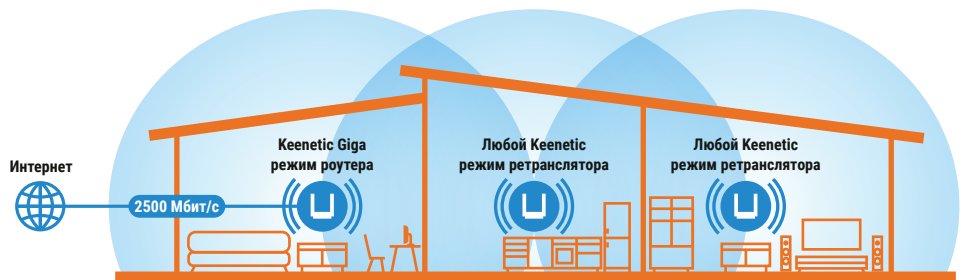 Интернет
2500 Мбит/с
Keenetic Giga
режим роутера
Любой Keenetic
режим ретранслятора
Любой Keenetic
режим ретранслятора